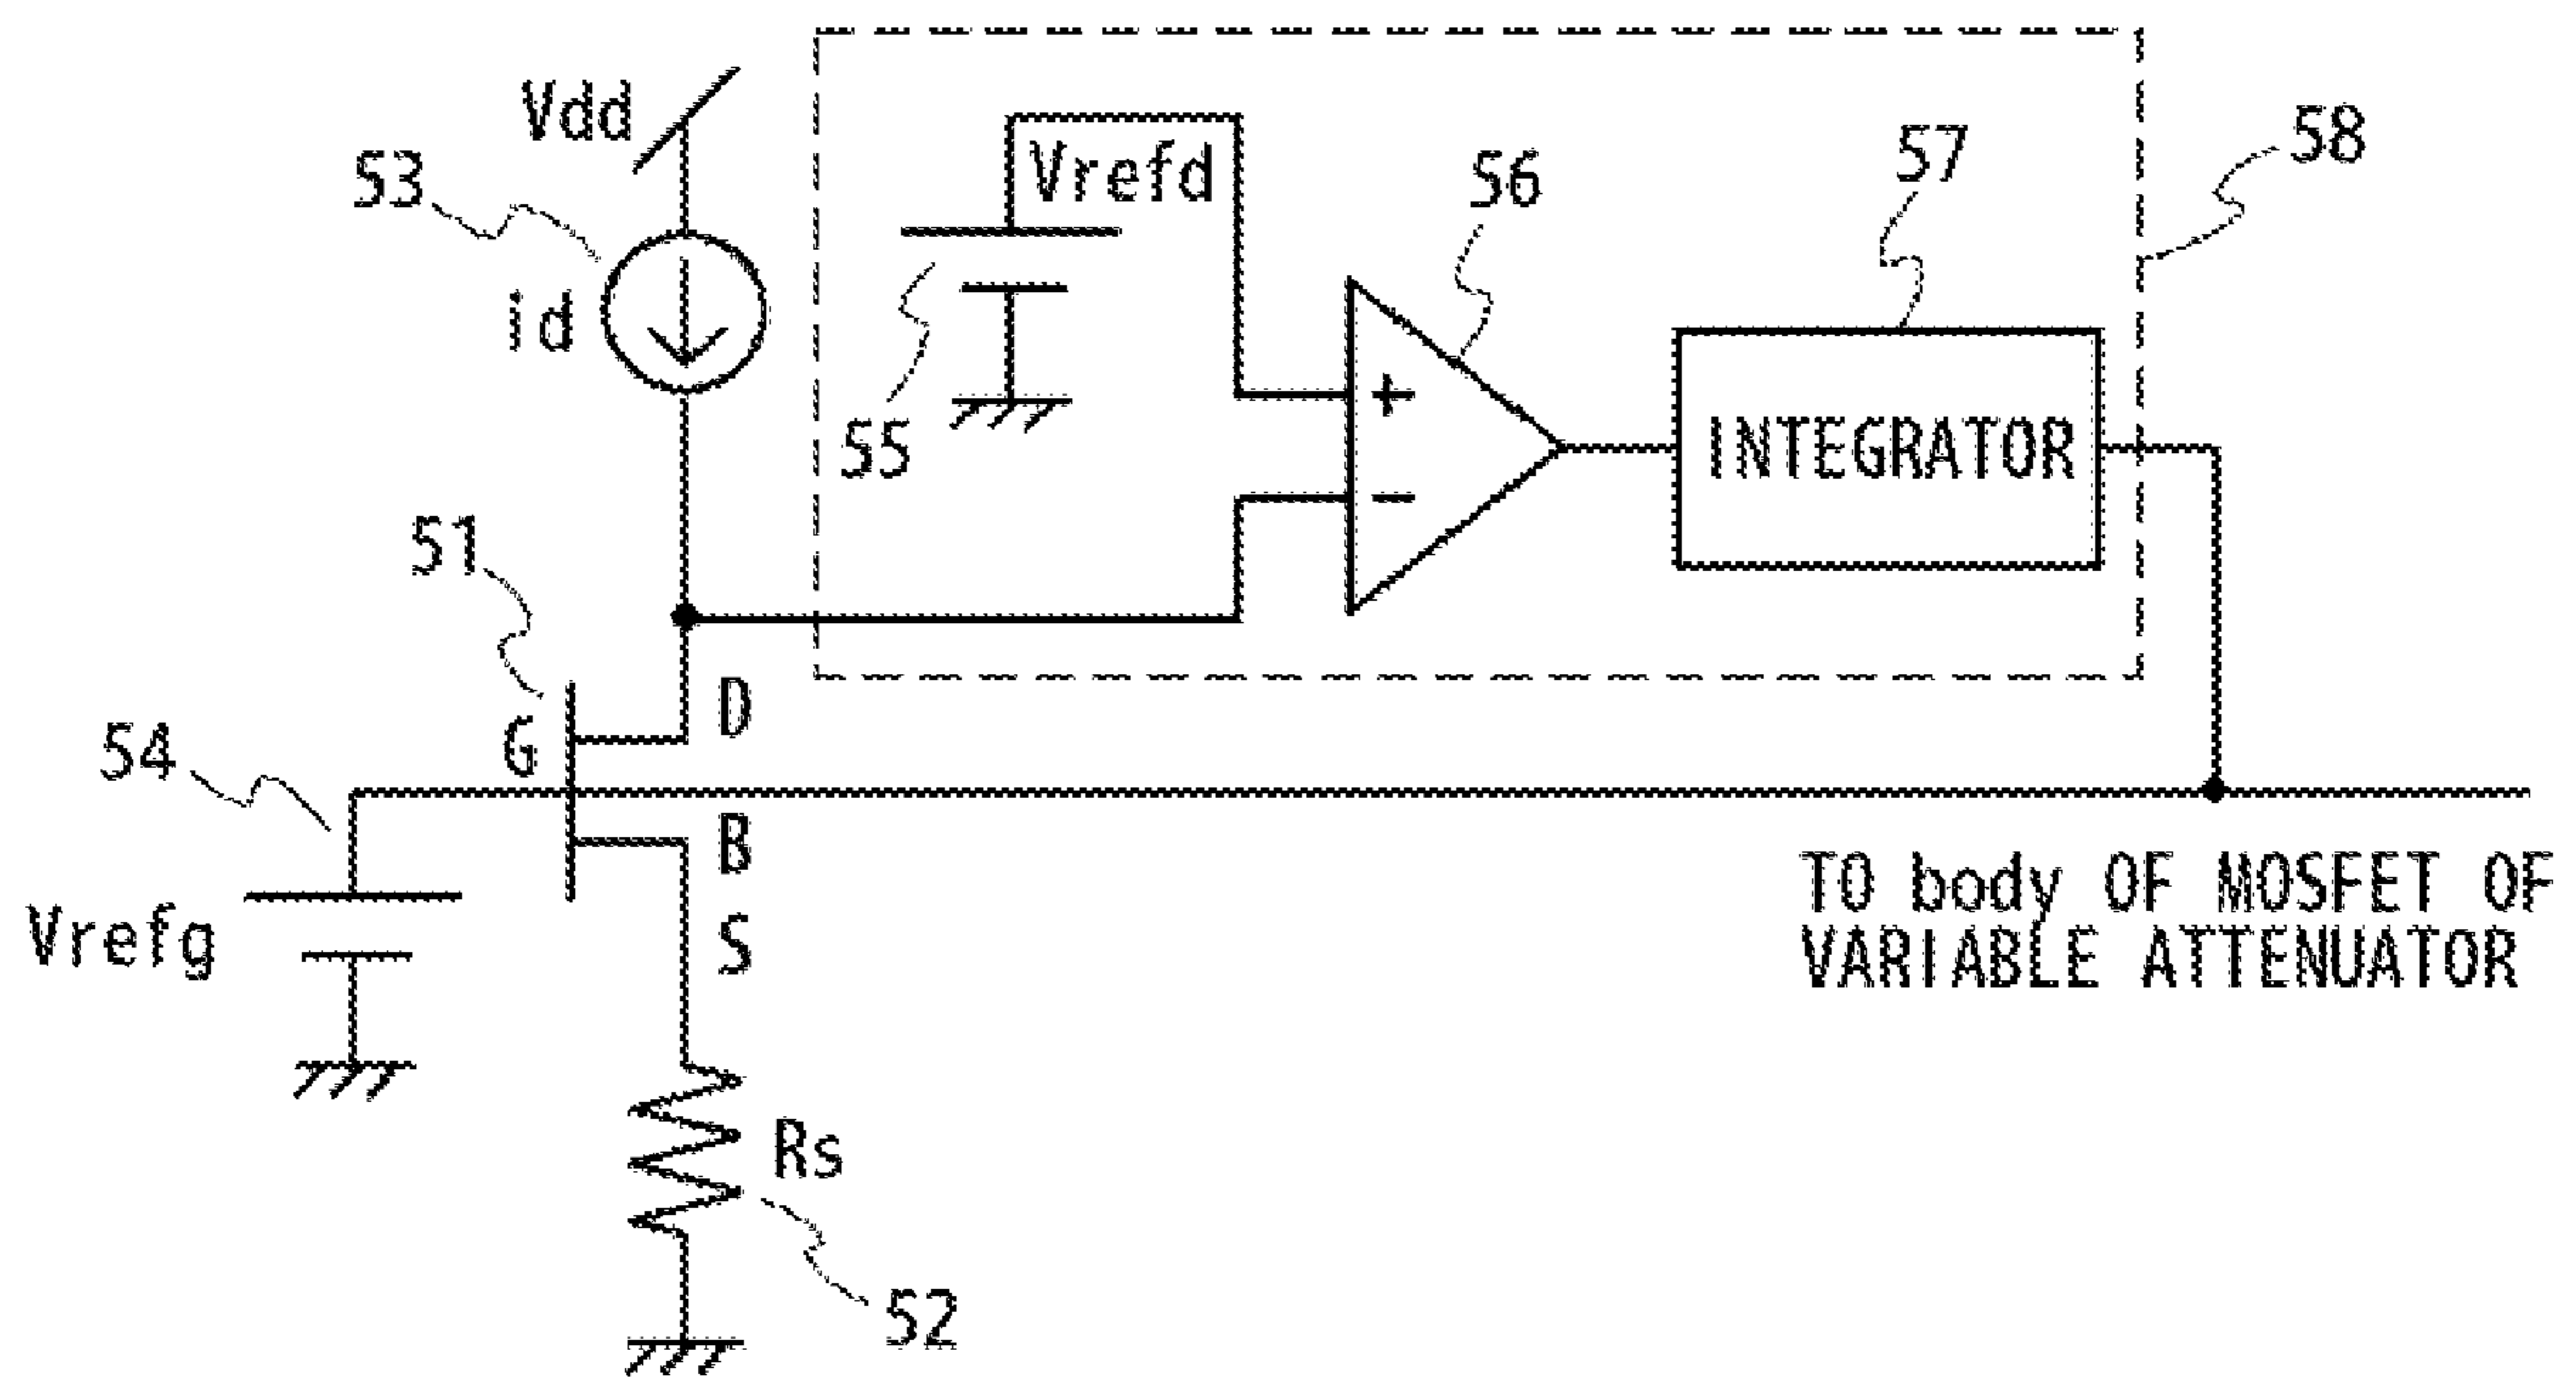 Vdd
53
id
Vrefd
55
56
+
−
57
INTEGRATOR
58
51
G
D
B
S
54
Vrefg
Rs
52
TO body OF MOSFET OF
VARIABLE ATTENUATOR